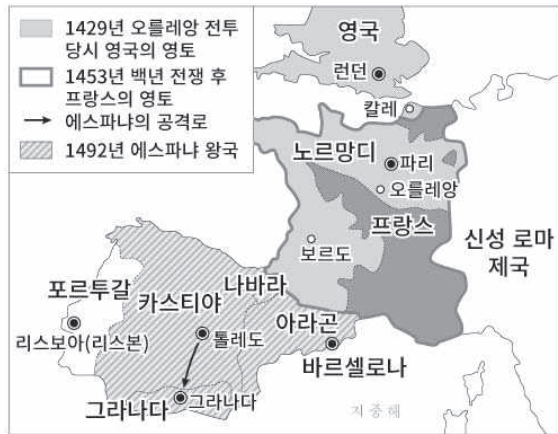 1429년 오를레앙 전투
당시 영국의 영토
1453년 백년 전쟁 후
프랑스의 영토
에스파냐의 공격로
1492년 에스파냐 왕국
영국
런던
칼레
노르망디
파리
오를레앙
프랑스
보르도
신성 로마
제국
포르투갈
나바라
카스티야
아라곤
리스보아(리스본)
톨레도
바르셀로나
그라나다
그라나다
지중해